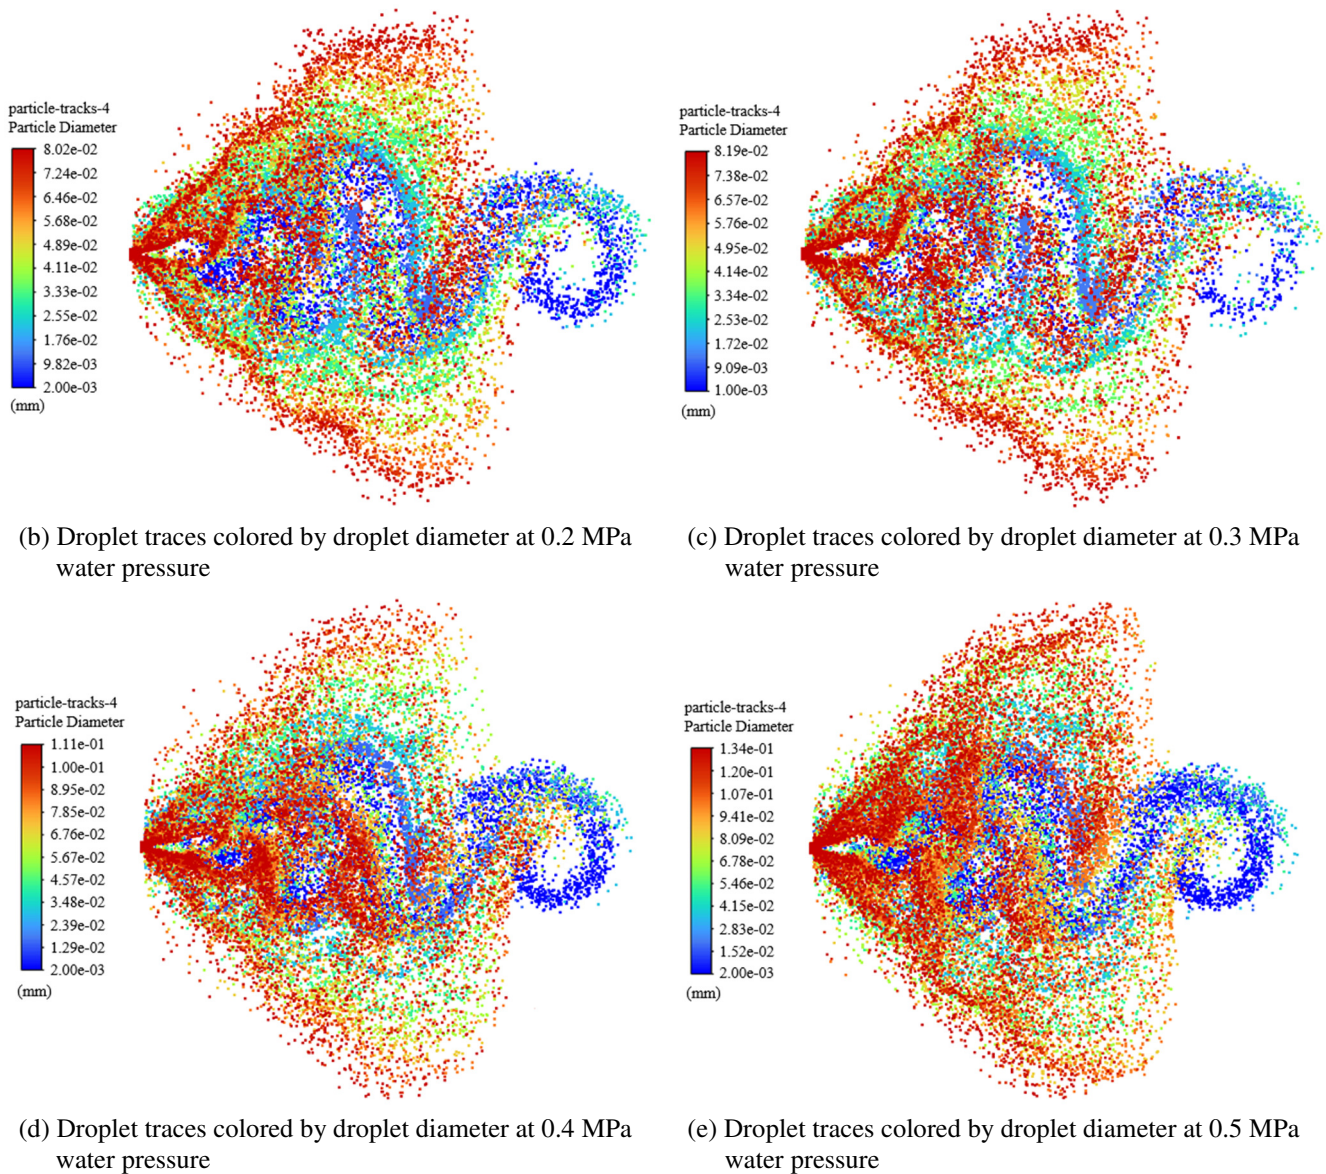 particle-tracks-4
Particle Diameter
8.02e-02
7.24e-02
6.46e-02
5.68e-02
4.89e-02
4.11e-02
3.33e-02
2.55e-02
1.76e-02
9.82e-03
2.00e-03
(mm)
(b) Droplet traces colored by droplet diameter at 0.2 MPa
water pressure
particle-tracks-4
Particle Diameter
8.19e-02
7.38e-02
6.57e-02
5.76e-02
4.95e-02
4.14e-02
3.34e-02
2.53e-02
1.72e-02
9.09e-03
1.00e-03
(mm)
(c) Droplet traces colored by droplet diameter at 0.3 MPa
water pressure
particle-tracks-4
Particle Diameter
1.11e-01
1.00e-01
8.95e-02
7.85e-02
6.76e-02
5.67e-02
4.57e-02
3.48e-02
2.39e-02
1.29e-02
2.00e-03
(mm)
(d) Droplet traces colored by droplet diameter at 0.4 MPa
water pressure
particle-tracks-4
Particle Diameter
1.34e-01
1.20e-01
1.07e-01
9.41e-02
8.09e-02
6.78e-02
5.46e-02
4.15e-02
2.83e-02
1.52e-02
2.00e-03
(mm)
(e) Droplet traces colored by droplet diameter at 0.5 MPa
water pressure